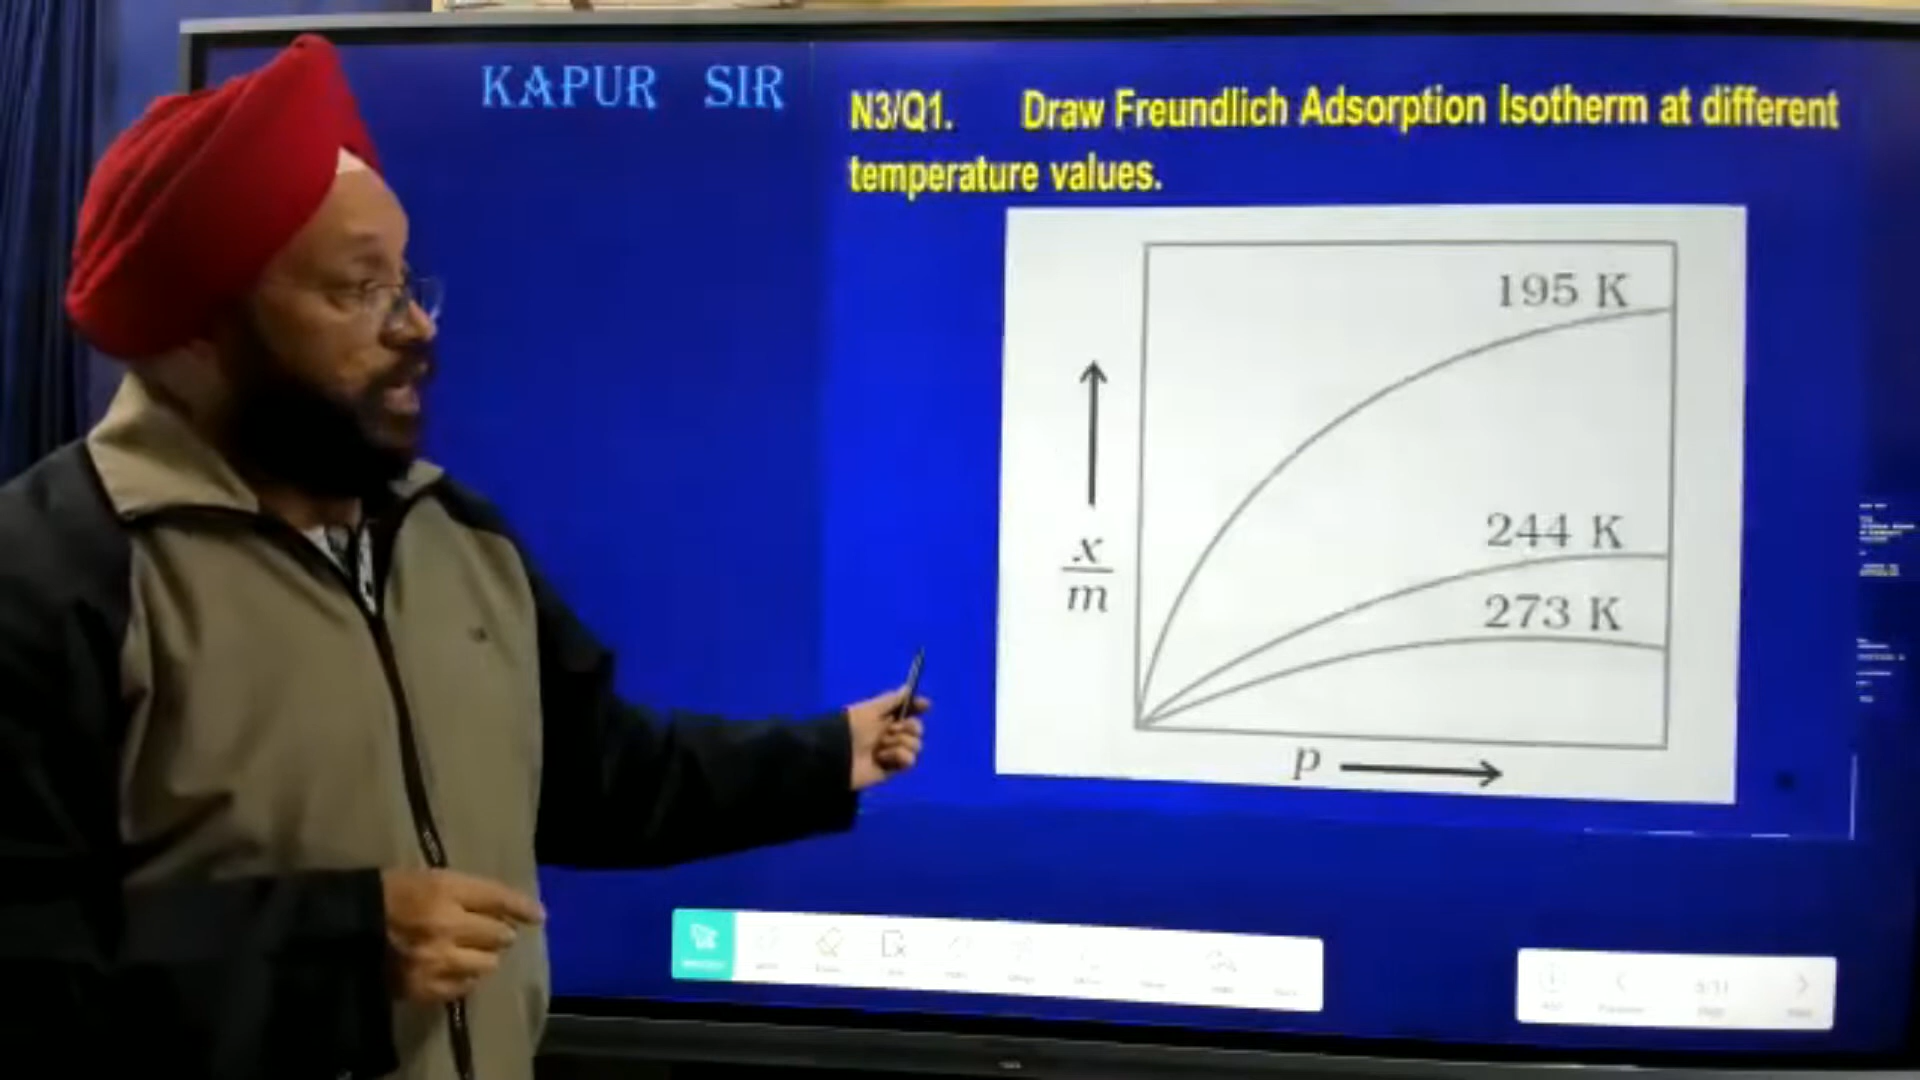 KAPUR SIR
N3/Q1. Draw Freundlich Adsorption Isotherm at different
temperature values.
195 K
244 K
273 K
x
m
p